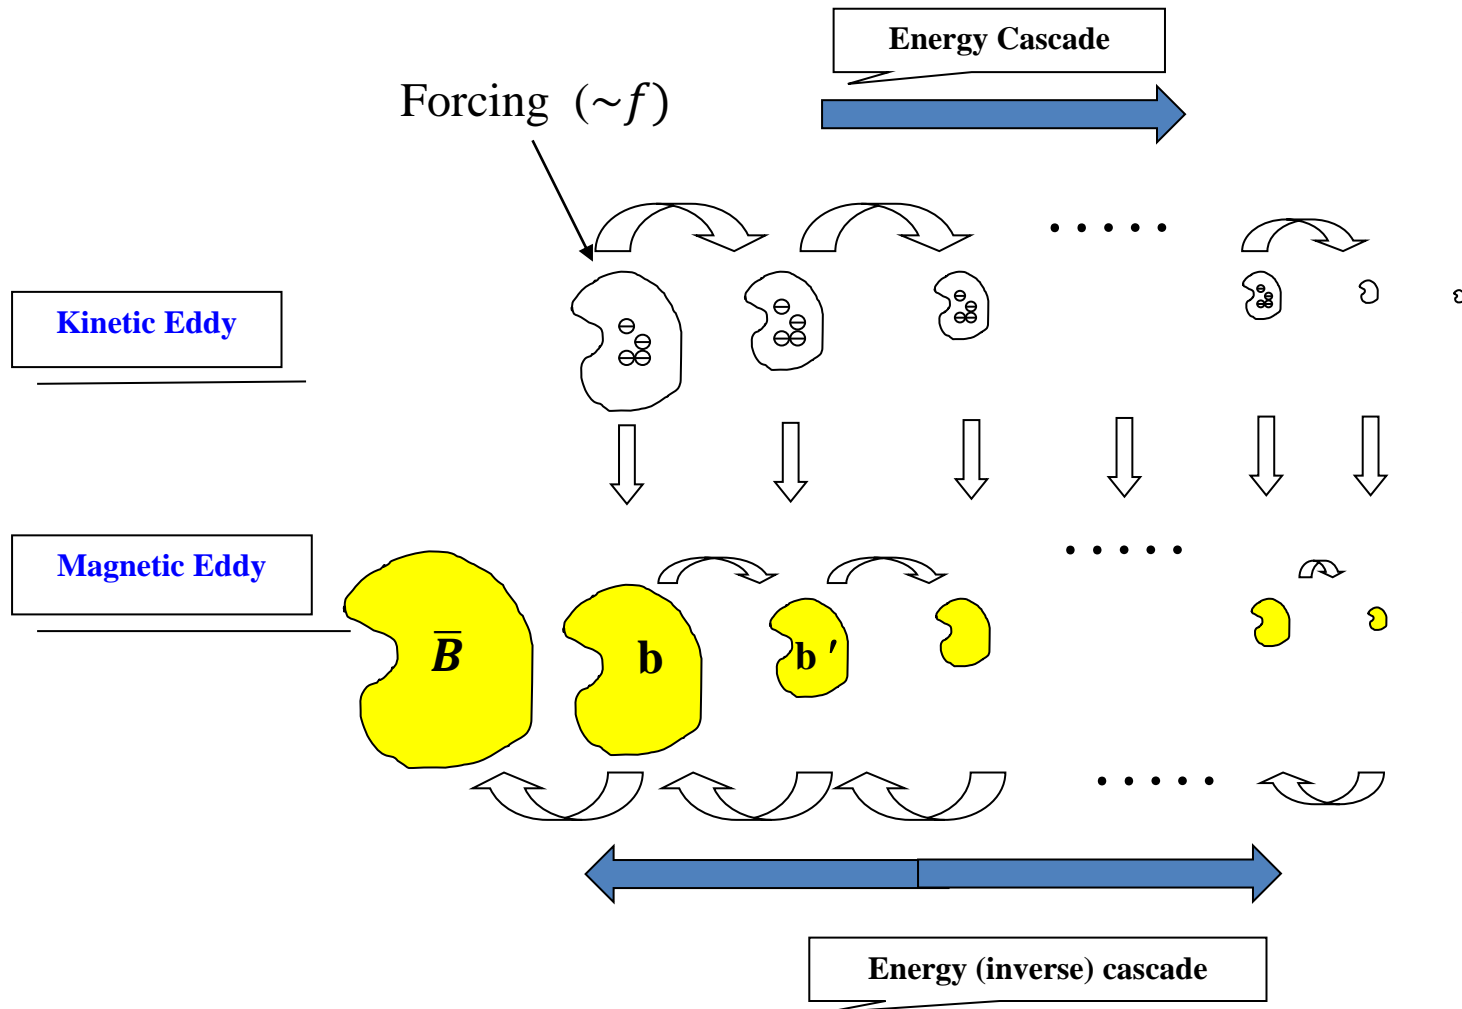 Energy Cascade
Forcing (~f)
Kinetic Eddy
Magnetic Eddy
B̅
b
b ′
Energy (inverse) cascade